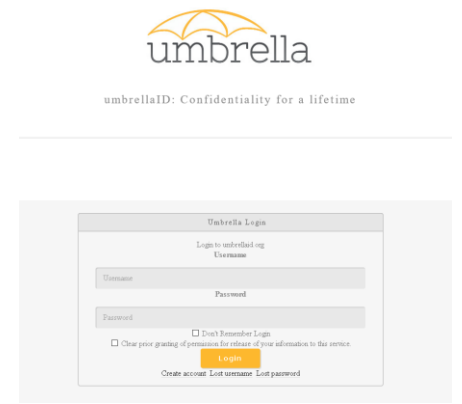 umbrella
umbrellaID: Confidentiality for a lifetime
Umbrella Login
Login to umbrellaid.org
Username
Username
Password
Password
Don't Remember Login
Clear prior granting of permission for release of your information to this service.
Login
Create account Lost username Lost password